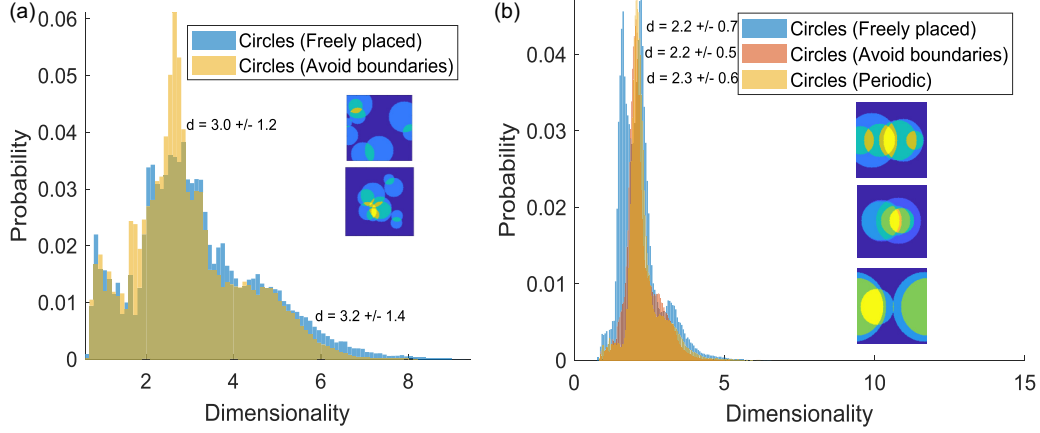 (a)
Circles (Freely placed)
Circles (Avoid boundaries)
d = 3.0 +/- 1.2
d = 3.2 +/- 1.4
Probability
0.06
0.05
0.04
0.03
0.02
0.01
0
2
4
6
8
Dimensionality
(b)
d = 2.2 +/- 0.7
d = 2.2 +/- 0.5
d = 2.3 +/- 0.6
Circles (Freely placed)
Circles (Avoid boundaries)
Circles (Periodic)
Probability
0.04
0.03
0.02
0.01
0
0
5
10
15
Dimensionality